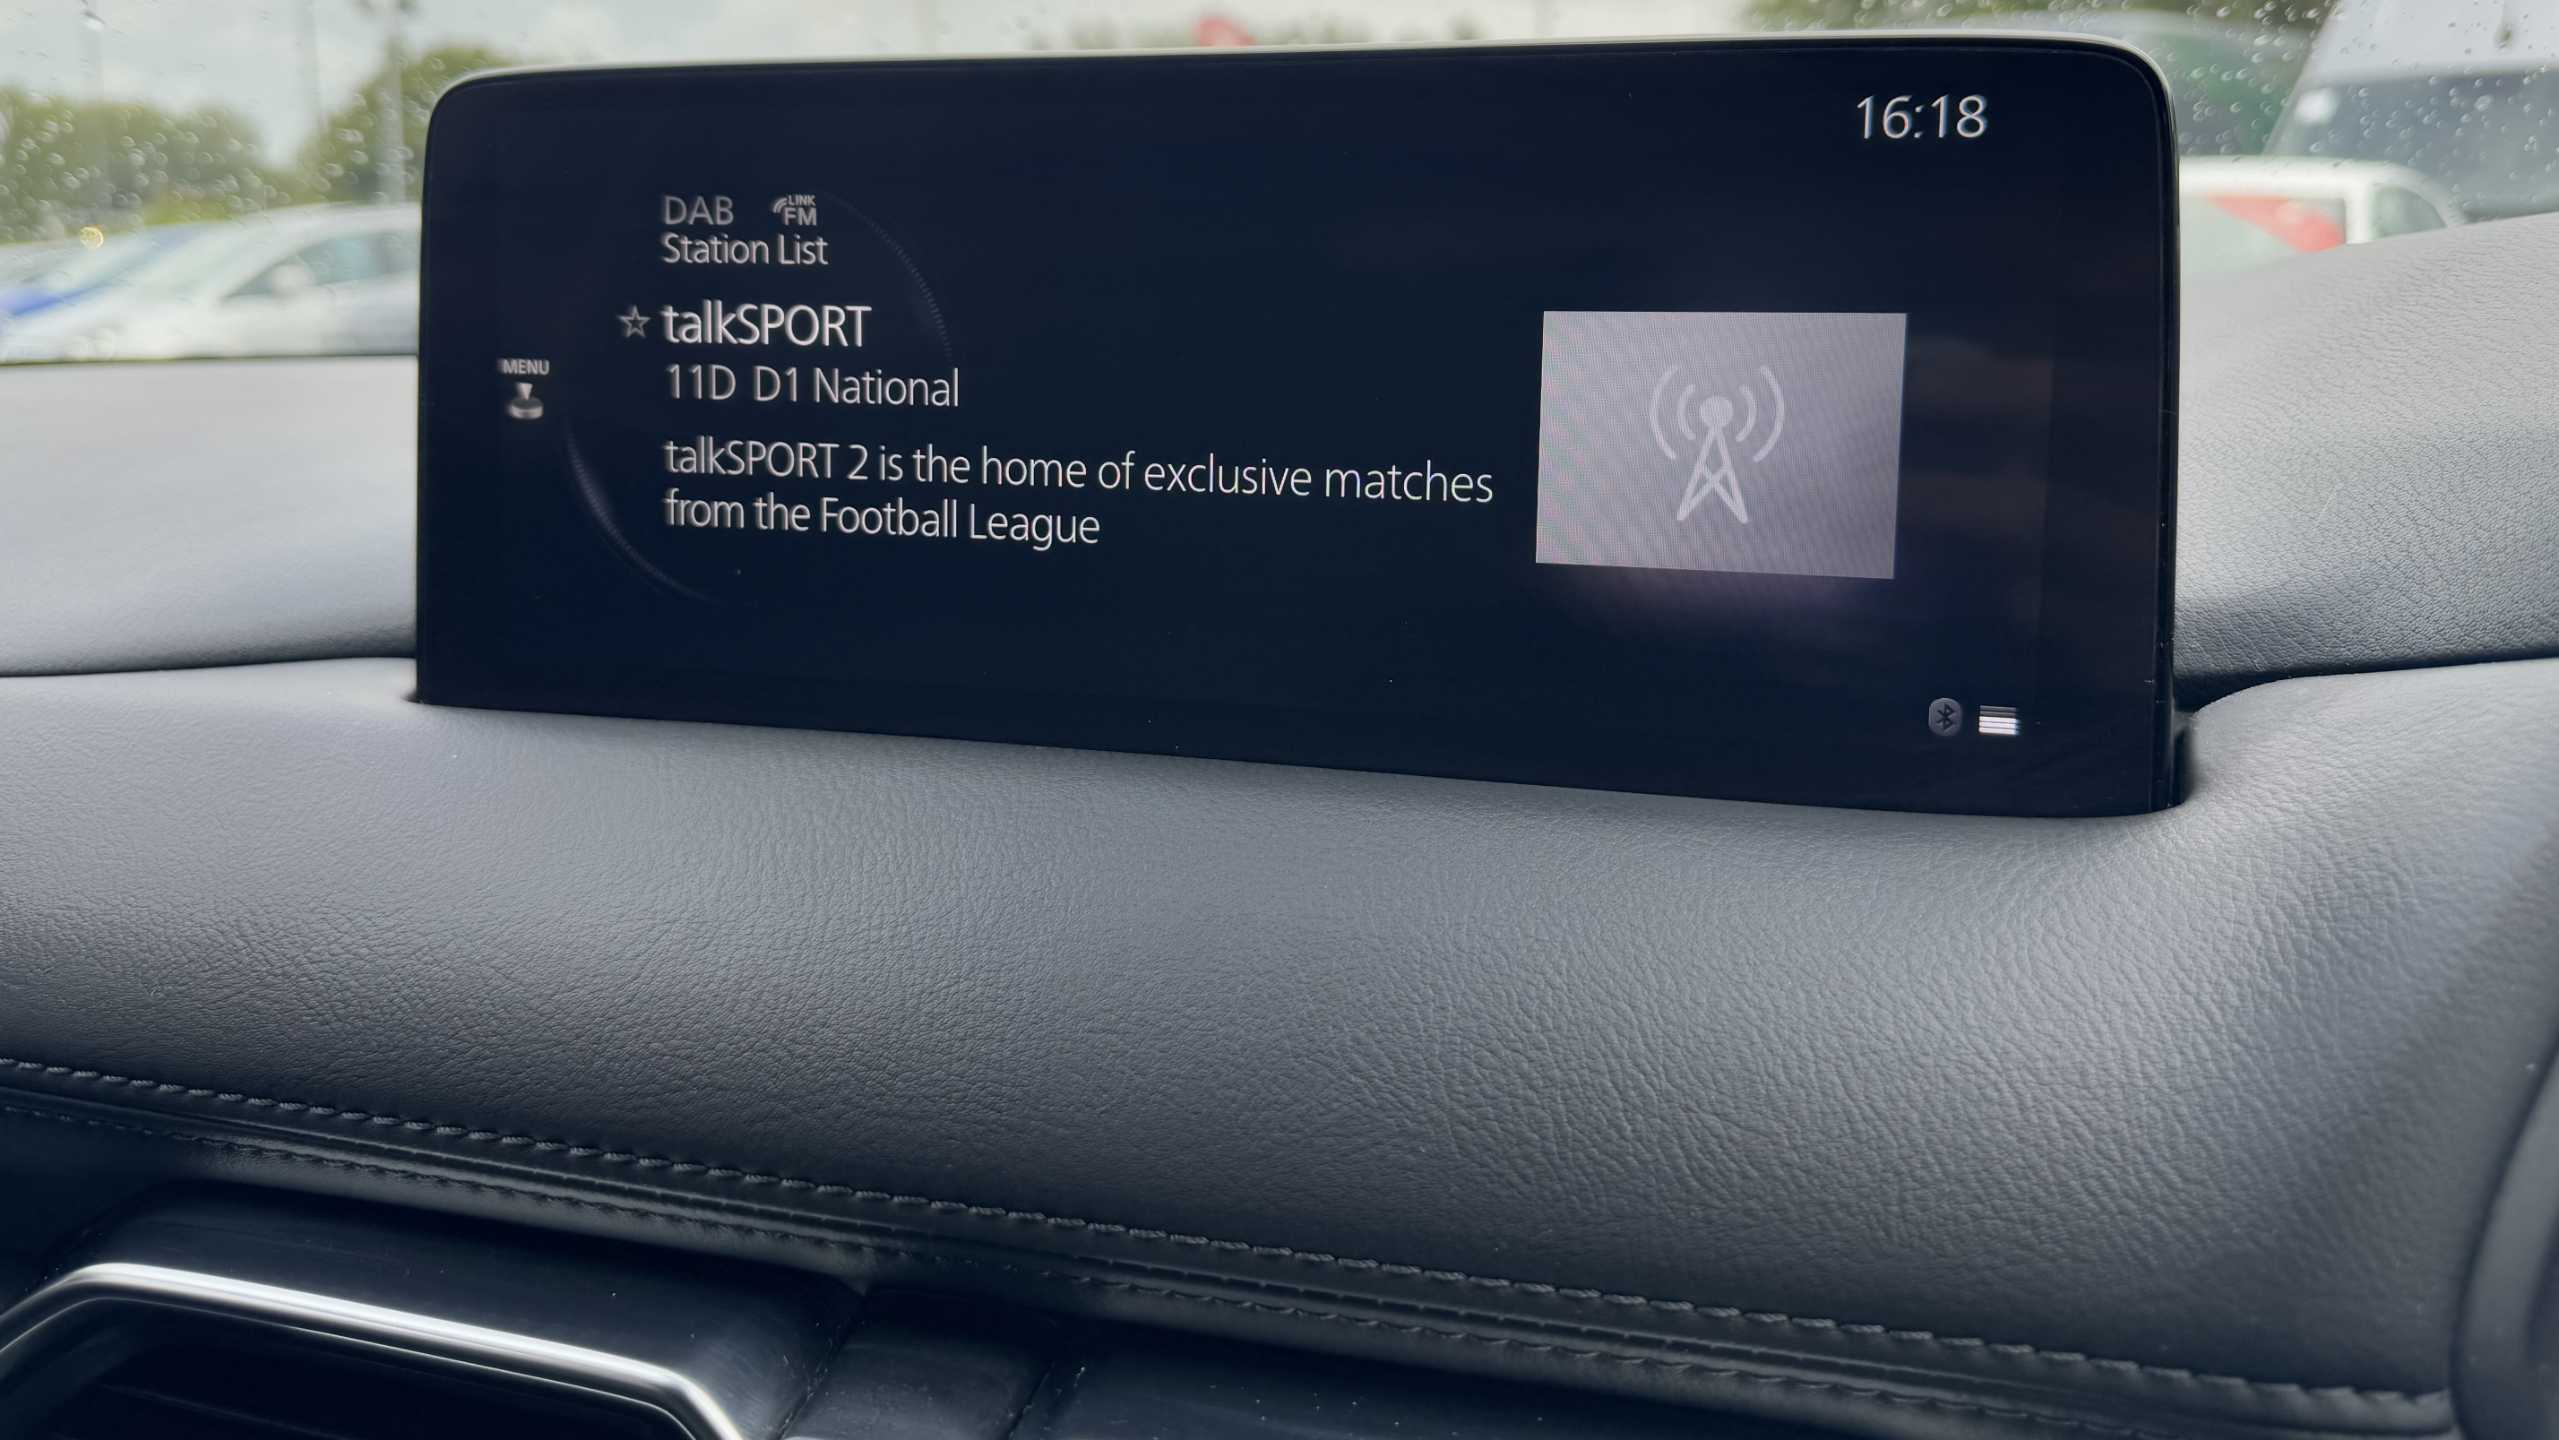 16:18
DAB LINK FM
Station List
talkSPORT
MENU
11D D1 National
talkSPORT 2 is the home of exclusive matches
from the Football League